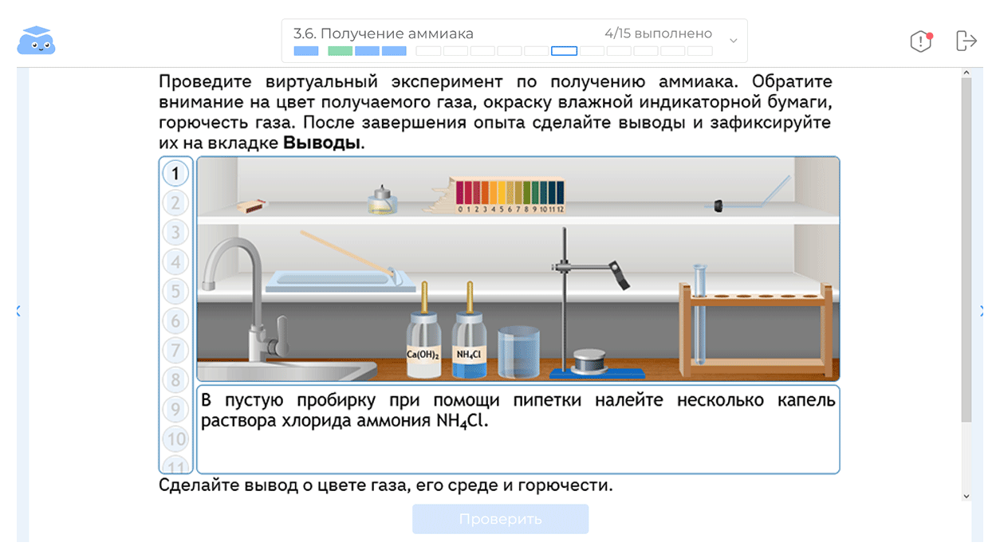 3.6. Получение аммиака
4/15 выполнено
Проведите виртуальный эксперимент по получению аммиака. Обратите
внимание на цвет получаемого газа, окраску влажной индикаторной бумаги,
горючесть газа. После завершения опыта сделайте выводы и зафиксируйте
их на вкладке Выводы.
1
2
3
4
5
6
7
8
9
10
11
0 1 2 3 4 5 6 7 8 9 10 11 12
Ca(OH)₂
NH₄Cl
В пустую пробирку при помощи пипетки налейте несколько капель
раствора хлорида аммония NH₄Cl.
Сделайте вывод о цвете газа, его среде и горючести.
Проверить